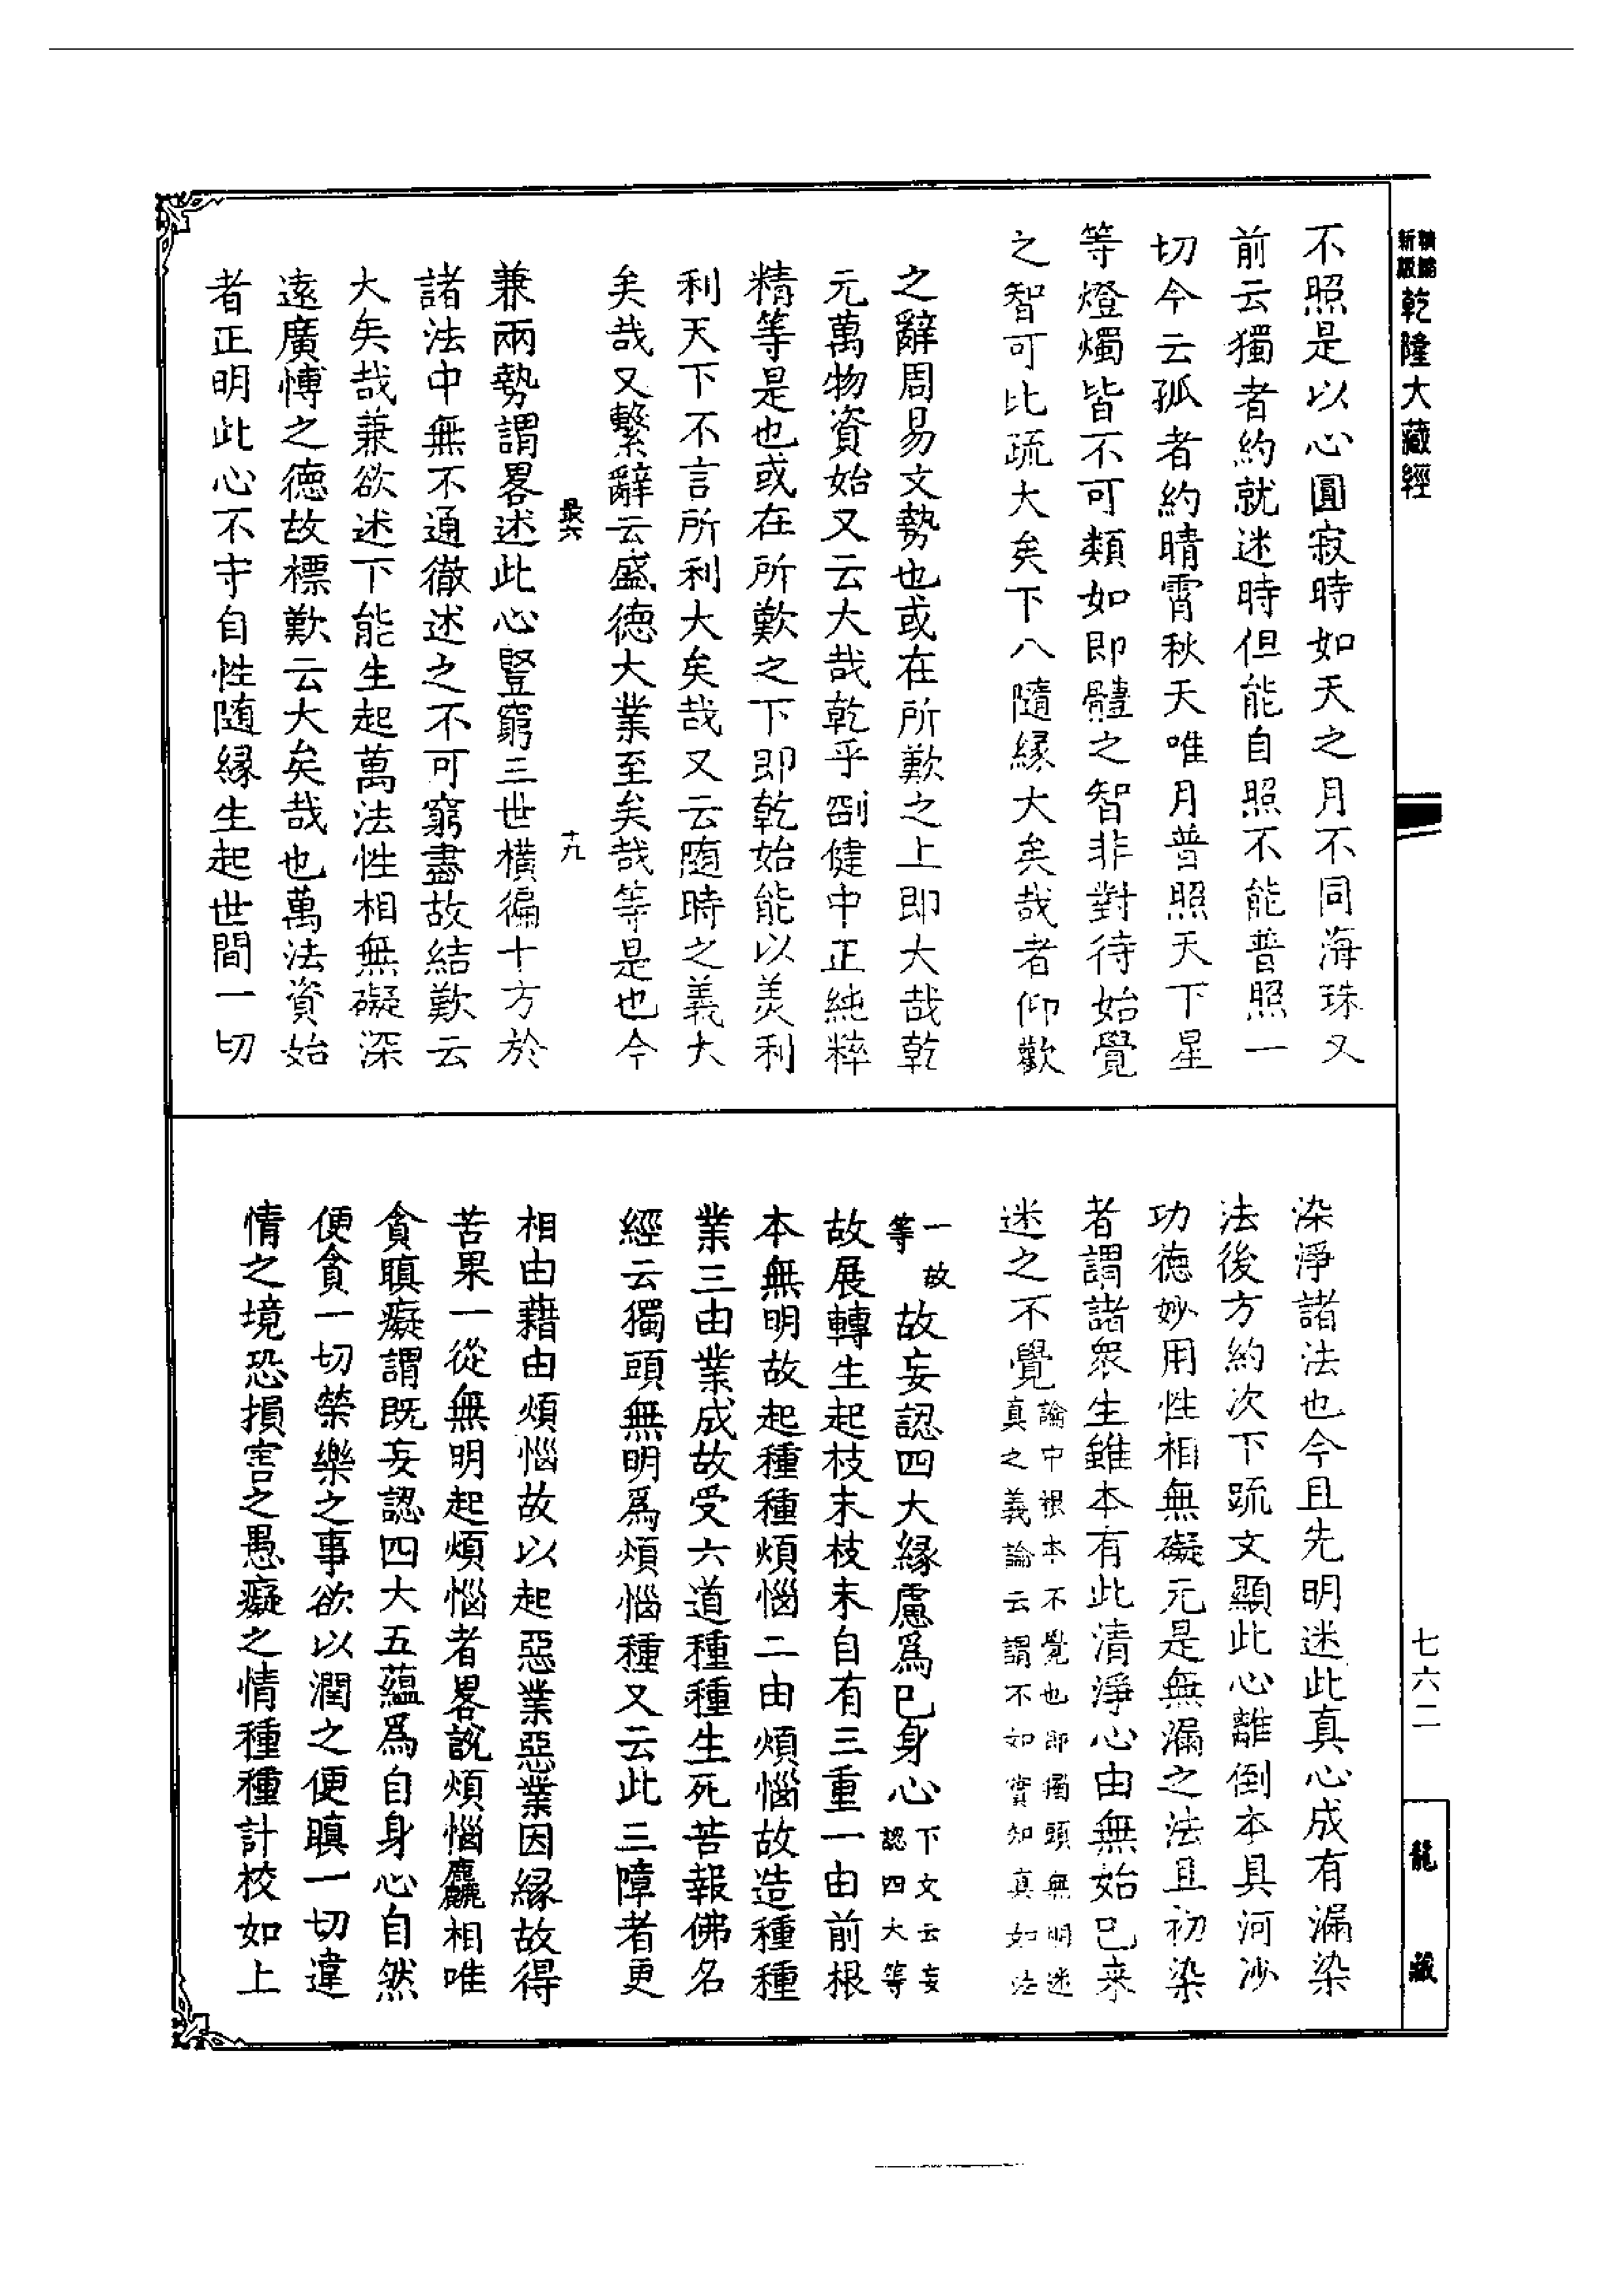 新版
乾隆大藏經
不照是以心圓寂時如天之月不同海珠又
前云獨者約就迷時但能自照不能普照一
切今云孤者約晴霄秋天唯月普照天下星
等燈燭皆不可類如即體之智非對待始覺
之智可比疏大矣下八隨緣大矣哉者仰歎
之辭周易文勢也或在所歎之上即大哉乾
元萬物資始又云大哉乾乎剛健中正純粹
精等是也或在所歎之下即乾始能以美利
利天下不言所利大矣哉又云隨時之義大
矣哉又繫辭云盛德大業至矣哉等是也今
最六
十九
兼兩勢謂畧述此心豎窮三世橫徧十方於
諸法中無不通徹述之不可窮盡故結歎云
大矣哉兼欲述下能生起萬法性相無礙深
遠廣博之德故標歎云大矣哉也萬法資始
者正明此心不守自性隨緣生起世間一切
染淨諸法也今且先明迷此真心成有漏染
法後方約次下疏文顯此心離倒本具河沙
功德妙用性相無礙元是無漏之法且初染
者謂諸衆生雖本有此清淨心由無始已来
迷之不覺論中根本不覺也即獨頭無明迷
真之義論云謂不如實知真如法
一故
等故妄認四大緣慮爲已身心下文云妄
認四大等
故展轉生起枝末枝末自有三重一由前根
本無明故起種種煩惱二由煩惱故造種種
業三由業成故受六道種種生死苦報佛名
經云獨頭無明爲煩惱種又云此三障者更
相由藉由煩惱故以起惡業惡業因緣故得
苦果一從無明起煩惱者畧說煩惱麤相唯
貪瞋癡謂既妄認四大五蘊爲自身心自然
便貪一切榮樂之事欲以潤之便瞋一切違
情之境恐損害之愚癡之情種種計校如上
七六二
龍藏